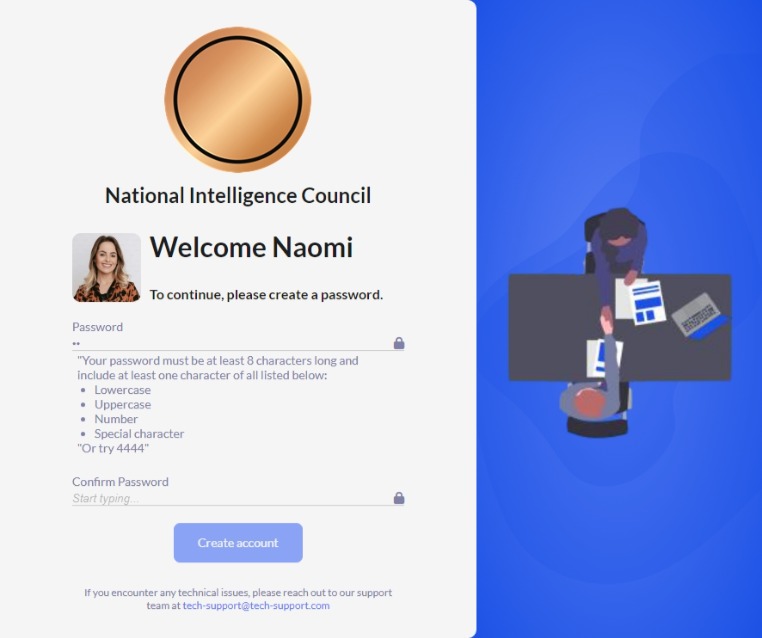 National Intelligence Council
Welcome Naomi
To continue, please create a password.
Password
••
"Your password must be at least 8 characters long and
include at least one character of all listed below:
• Lowercase
• Uppercase
• Number
• Special character
"Or try 4444"
Confirm Password
Start typing...
Create account
If you encounter any technical issues, please reach out to our support
team at tech-support@tech-support.com